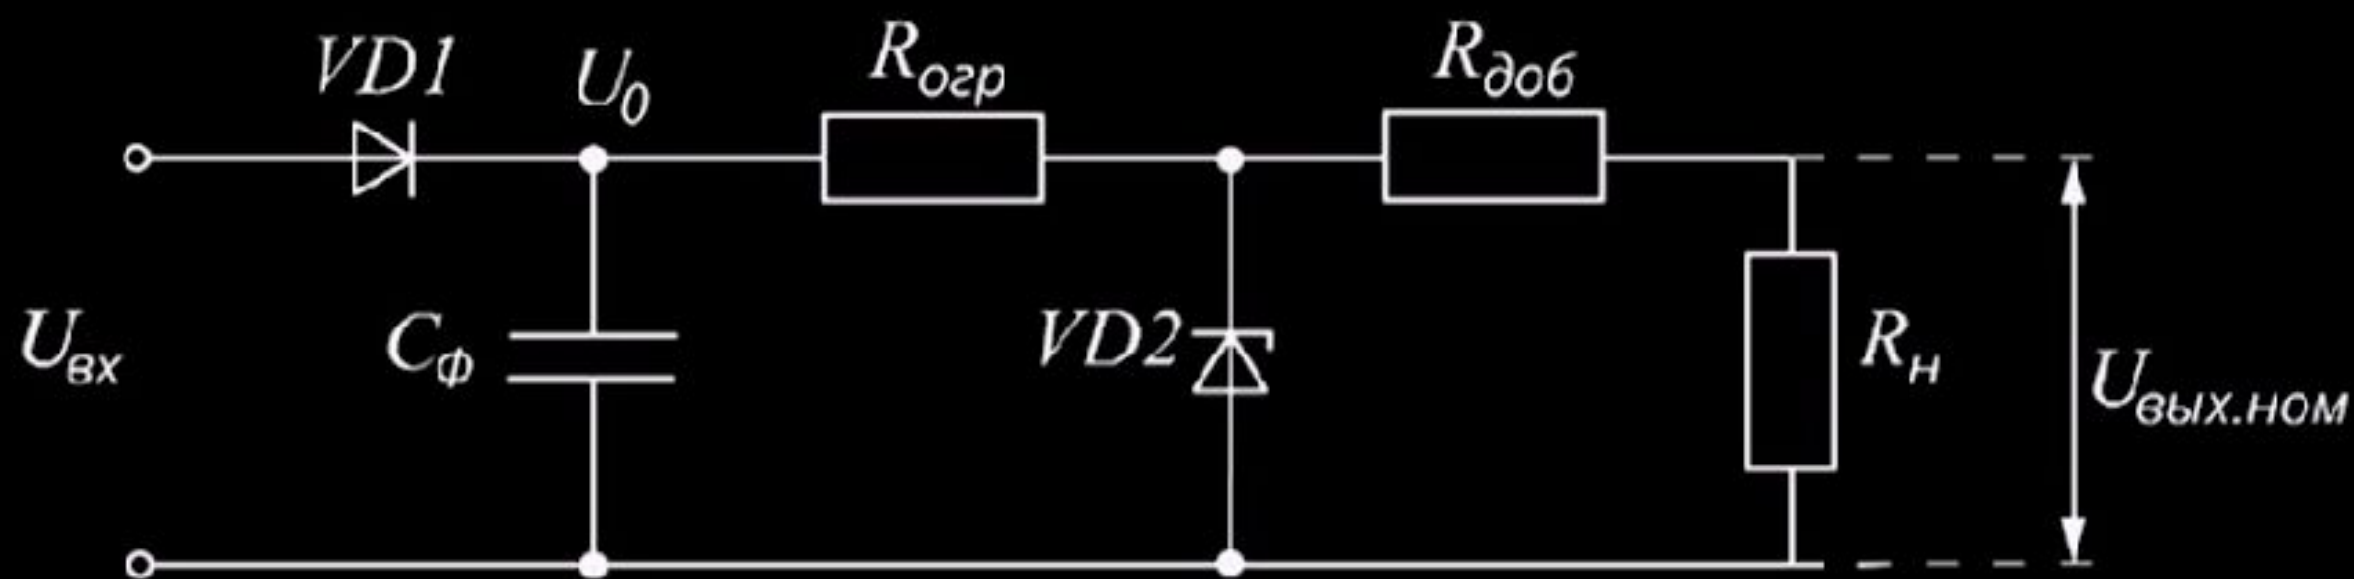 VD1
U0
Rогр
Rдоб
Uвх
Cф
VD2
Rн
Uвых.ном